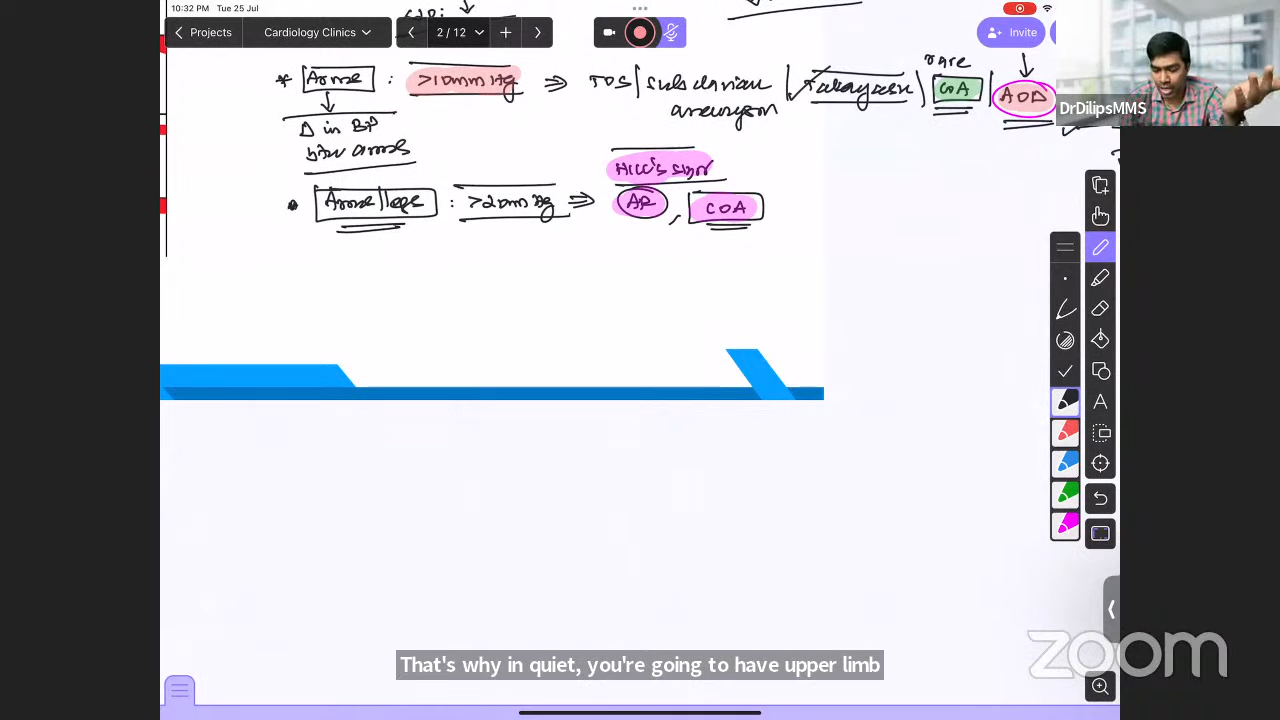 10:32 PM Tue 25 Jul
Projects
Cardiology Clinics
2 / 12
Invite
rare
* Arms : >10mm Hg ⇒ TOS | subclavian | Takayasu | COA | AOD
aneurysm
DrDilipsMMS
Δ in BP
b/w arms
Hill's sign
Arms/legs : >20mm Hg ⇒ AR , COA
zoom
That's why in quiet, you're going to have upper limb